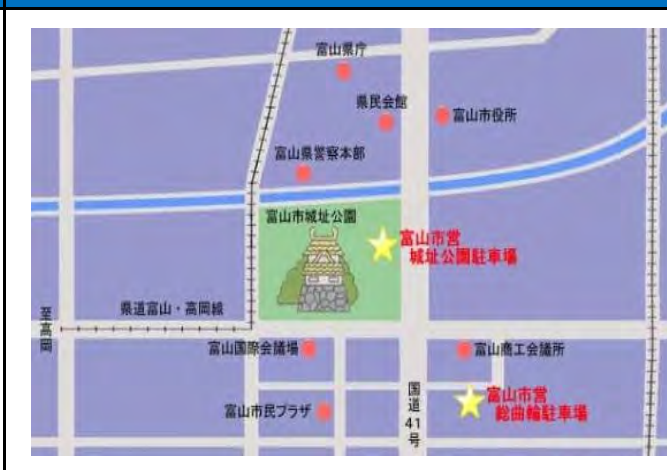 富山県庁
県民会館
富山市役所
富山県警察本部
富山市城址公園
富山市営
城址公園駐車場
至高岡
県道富山・高岡線
富山国際会議場
富山商工会議所
国道41号
富山市営
総曲輪駐車場
富山市民プラザ